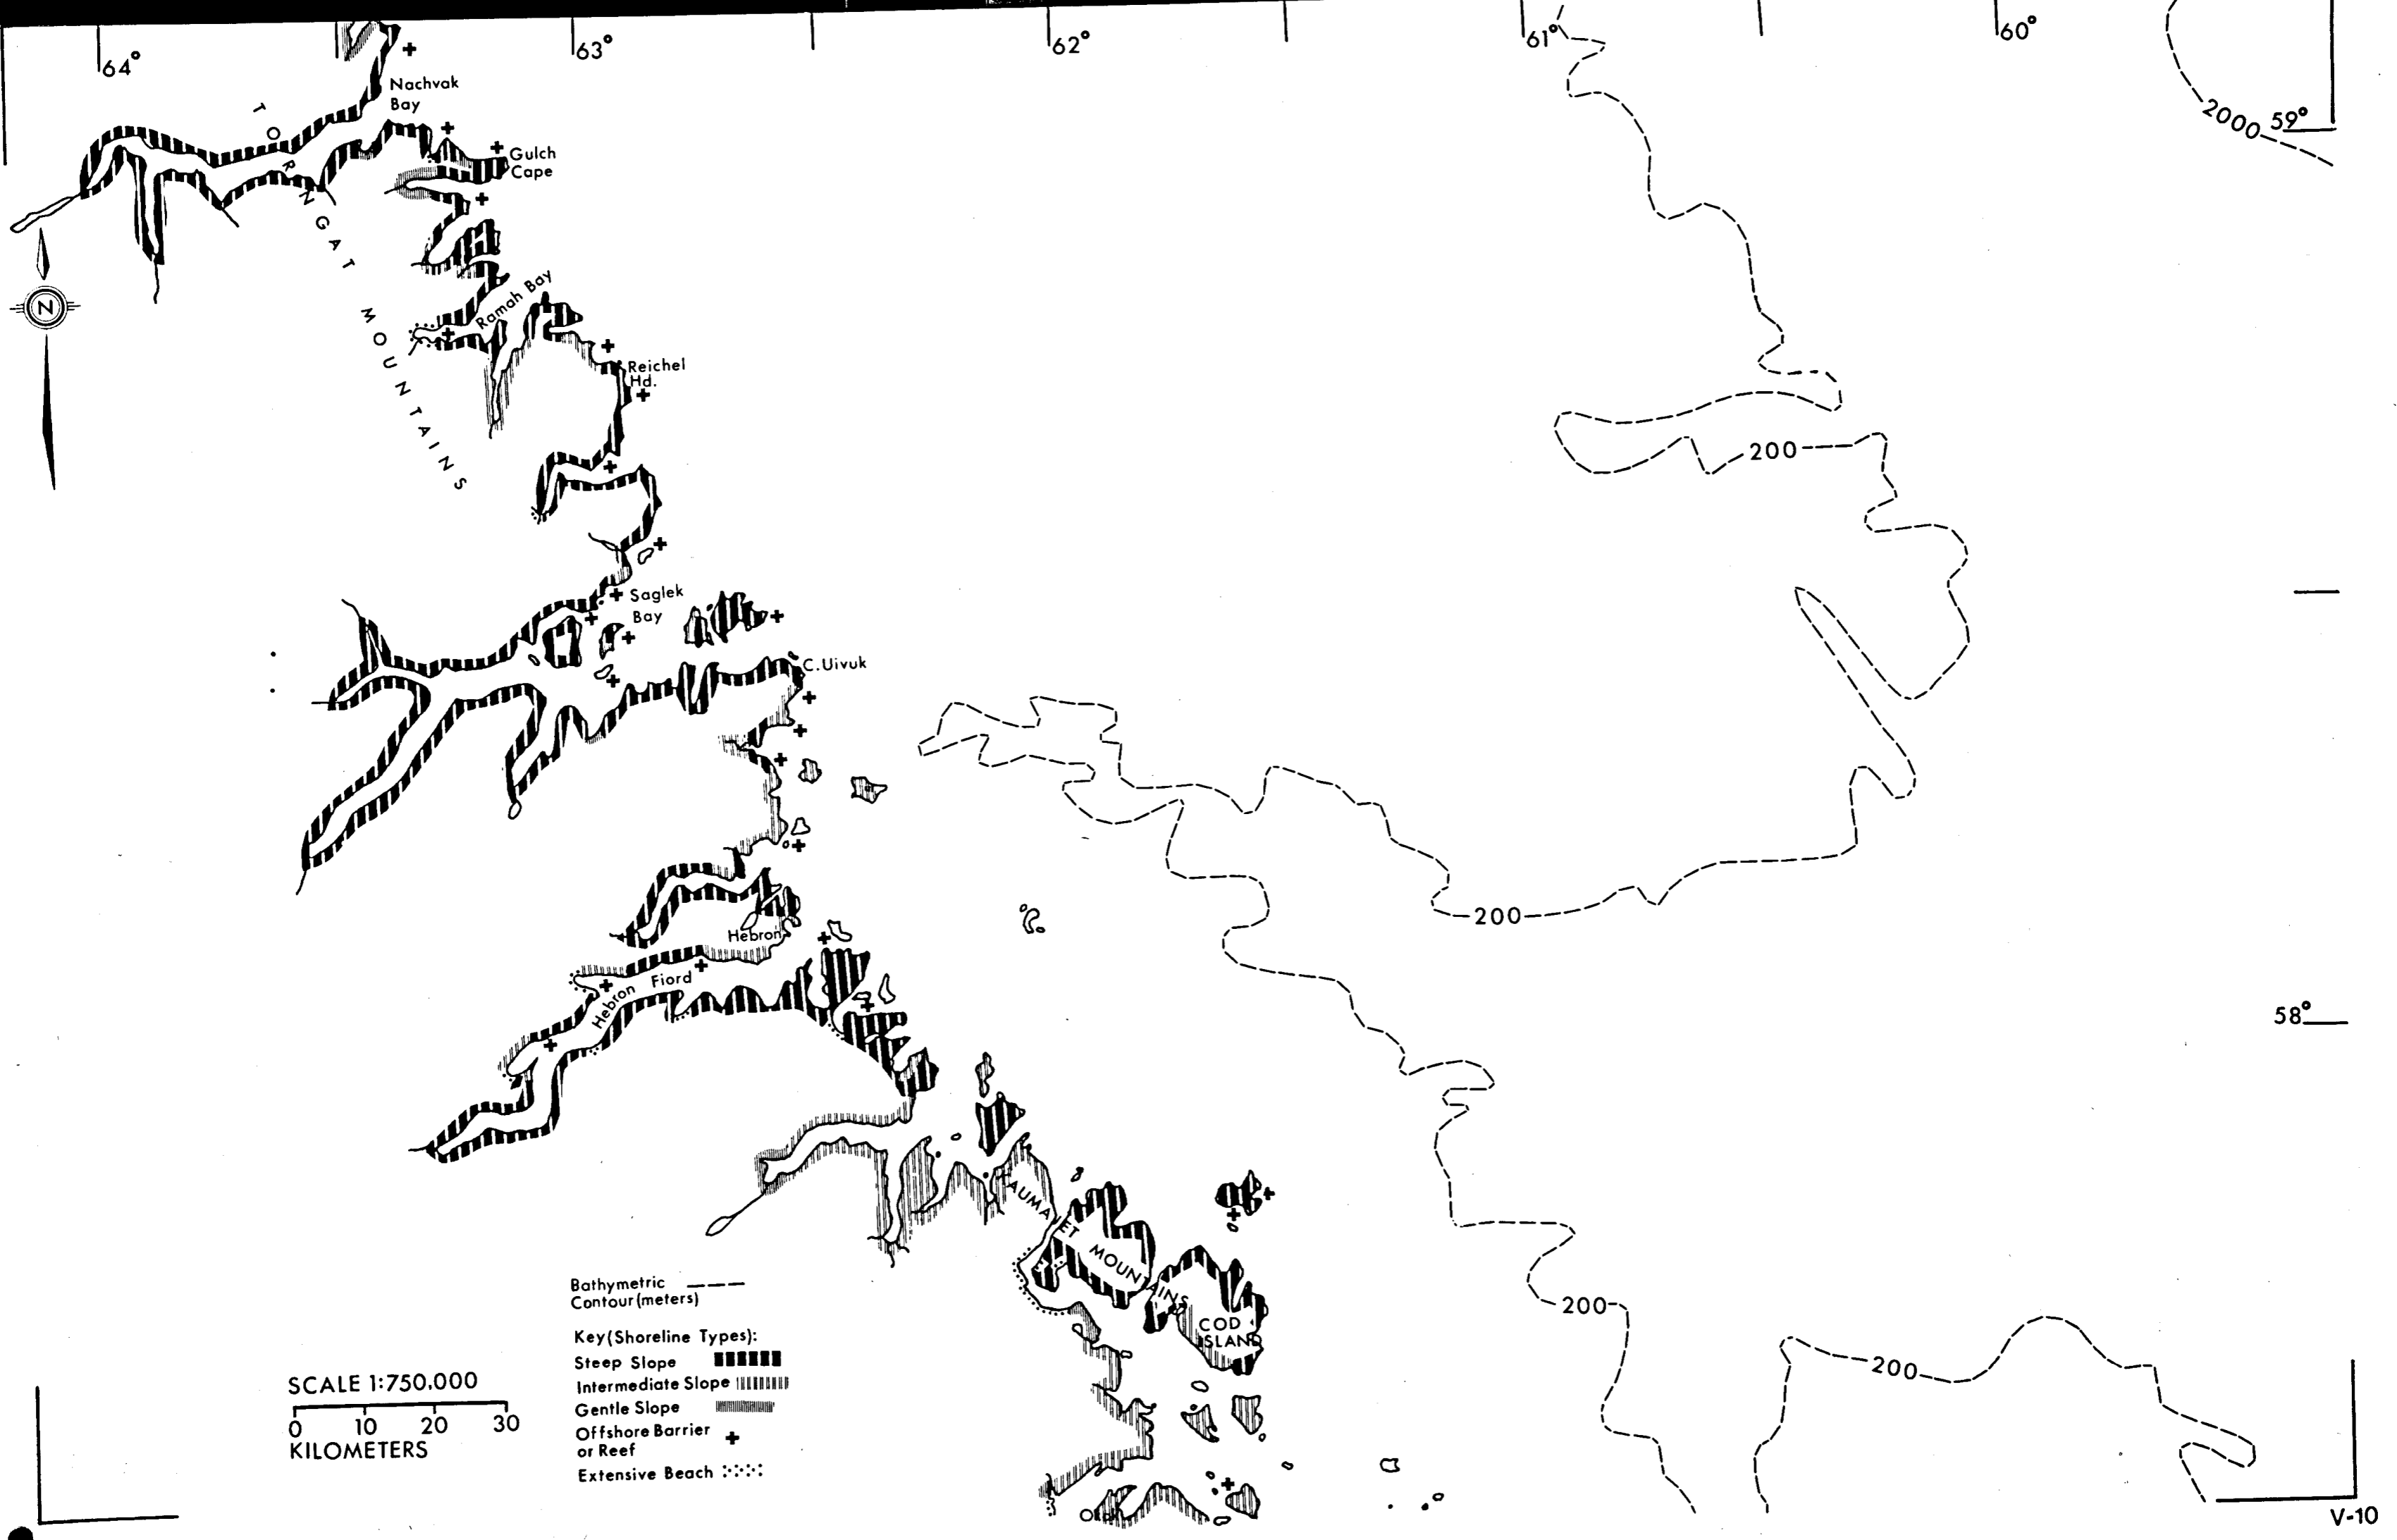 64°
63°
62°
61°
60°
2000
59°
Nachvak
Bay
Gulch
Cape
TORNGAT MOUNTAINS
N
Ramah Bay
Reichel
Hd.
200
Saglek
Bay
C.Uivuk
200
Hebron
Hebron Fiord
58°
KAUMAJET MOUNTAINS
COD
ISLAND
200
200
Bathymetric
Contour (meters)
Key (Shoreline Types):
Steep Slope
Intermediate Slope
Gentle Slope
Offshore Barrier
or Reef
Extensive Beach
SCALE 1:750,000
0 10 20 30
KILOMETERS
V-10